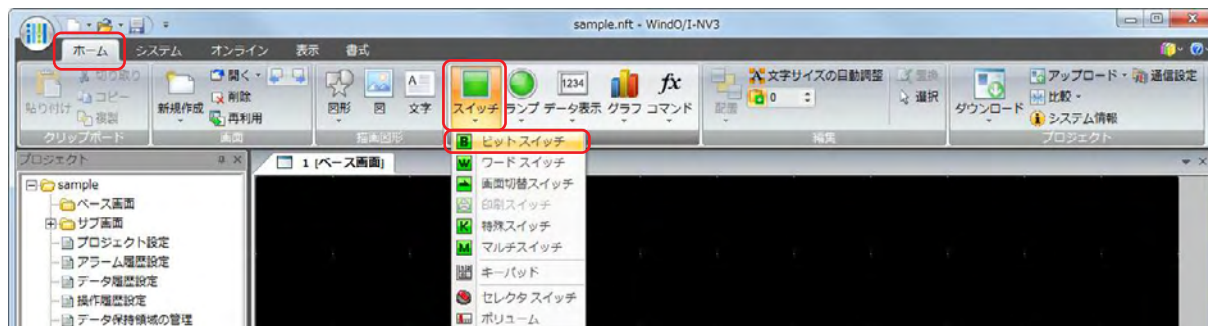 sample.nft - WindO/I-NV3
ホーム システム オンライン 表示 書式
貼り付け 切り取り コピー 複製
新規作成 開く 削除 再利用
図形 図 文字
スイッチ ランプ データ表示 グラフ コマンド
配置 文字サイズの自動調整 0 置換 選択
ダウンロード アップロード 比較 システム情報 通信設定
クリップボード 画面 描画図形 編集 プロジェクト
プロジェクト
1 [ベース画面]
sample
ベース画面
サブ画面
プロジェクト設定
アラーム履歴設定
データ履歴設定
操作履歴設定
データ保持領域の管理
ビットスイッチ
ワード スイッチ
画面切替スイッチ
印刷スイッチ
特殊スイッチ
マルチスイッチ
キーパッド
セレクタ スイッチ
ボリューム